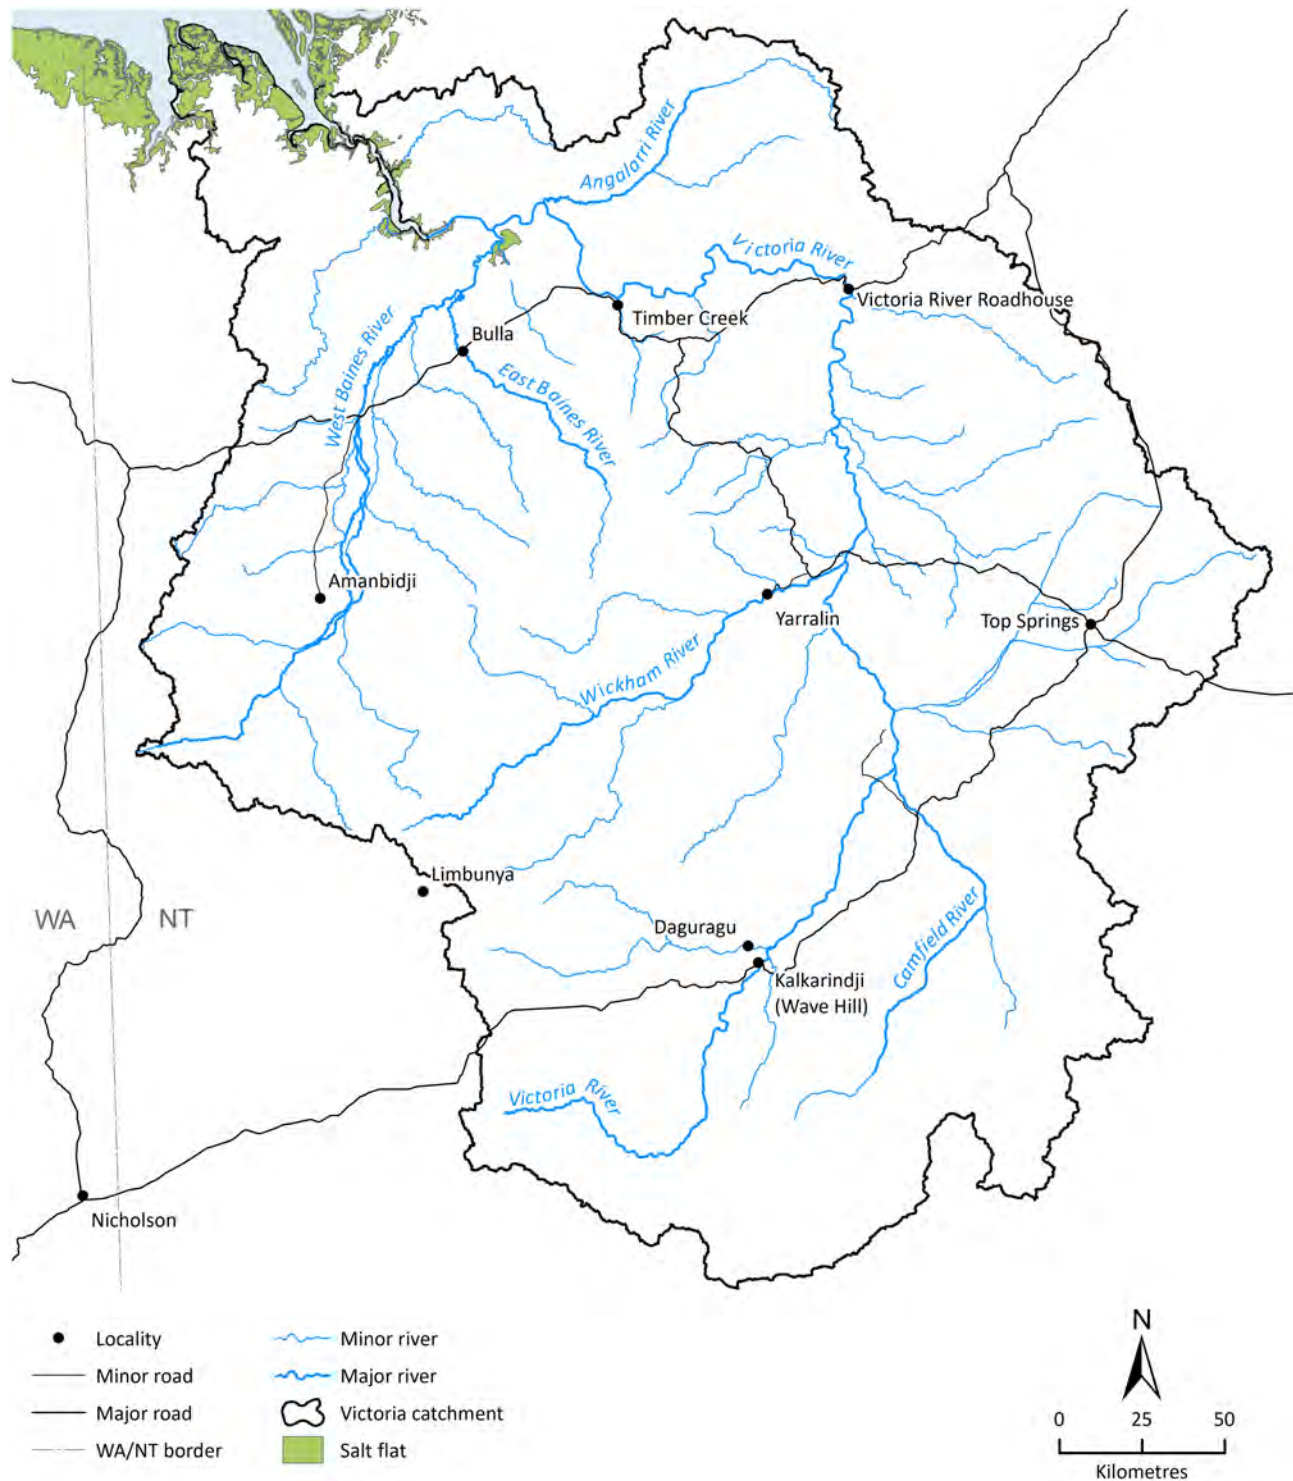 Angalarri River
Victoria River
Victoria River Roadhouse
Timber Creek
Bulla
West Baines River
East Baines River
Amanbidji
Yarralin
Top Springs
Wickham River
Limbunya
WA
NT
Daguragu
Camfield River
Kalkarindji
(Wave Hill)
Victoria River
Nicholson
Locality
Minor road
Major road
WA/NT border
Minor river
Major river
Victoria catchment
Salt flat
N
0 25 50
Kilometres